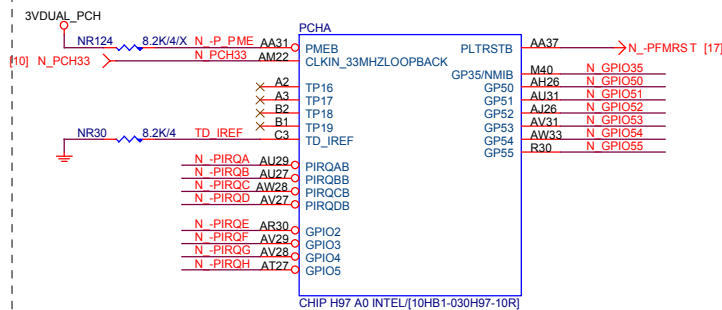 3VDUAL_PCH
PCHA
NR124 8.2K/4/X N_-P_PME AA31 PMEB PLTRSTB AA37 N_-PFMRST [17]
[10] N_PCH33 N_PCH33 AM22 CLKIN_33MHZLOOPBACK
GP35/NMIB M40 N_GPIO35
A2 TP16 GP50 AH26 N_GPIO50
A3 TP17 GP51 AU31 N_GPIO51
B2 TP18 GP52 AJ26 N_GPIO52
B1 TP19 GP53 AV31 N_GPIO53
NR30 8.2K/4 TD_IREF C3 TD_IREF GP54 AW33 N_GPIO54
GP55 R30 N_GPIO55
N_-PIRQA AU29 PIRQAB
N_-PIRQB AU27 PIRQBB
N_-PIRQC AW28 PIRQCB
N_-PIRQD AV27 PIRQDB
N_-PIRQE AR30 GPIO2
N_-PIRQF AV29 GPIO3
N_-PIRQG AV28 GPIO4
N_-PIRQH AT27 GPIO5
CHIP H97 A0 INTEL/[10HB1-030H97-10R]